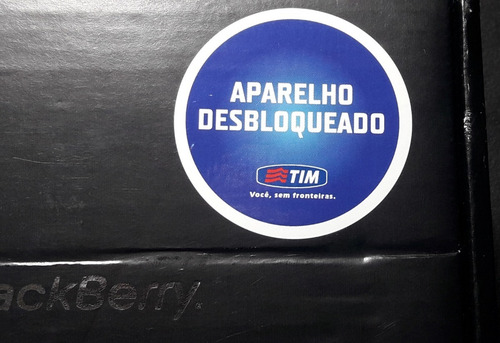 APARELHO
DESBLOQUEADO
TIM
Você, sem fronteiras.
ackBerry